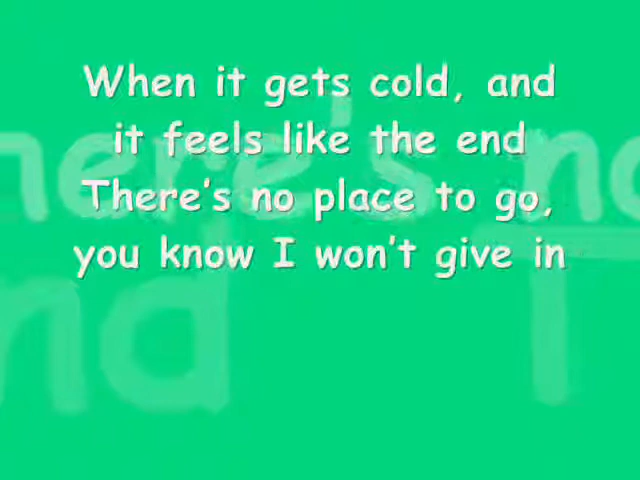 When it gets cold, and
it feels like the end
There's no place to go,
you know I won't give in